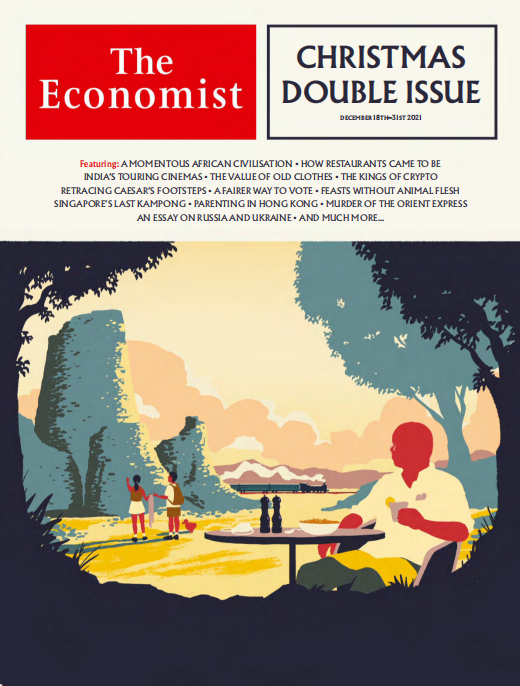 The
Economist
CHRISTMAS
DOUBLE ISSUE
DECEMBER 18TH–31ST 2021
Featuring: A MOMENTOUS AFRICAN CIVILISATION • HOW RESTAURANTS CAME TO BE
INDIA'S TOURING CINEMAS • THE VALUE OF OLD CLOTHES • THE KINGS OF CRYPTO
RETRACING CAESAR'S FOOTSTEPS • A FAIRER WAY TO VOTE • FEASTS WITHOUT ANIMAL FLESH
SINGAPORE'S LAST KAMPONG • PARENTING IN HONG KONG • MURDER OF THE ORIENT EXPRESS
AN ESSAY ON RUSSIA AND UKRAINE • AND MUCH MORE...